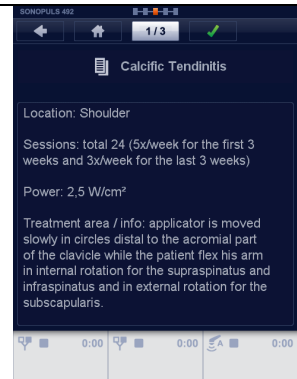 SONOPULS 492
1/3
Calcific Tendinitis
Location: Shoulder
Sessions: total 24 (5x/week for the first 3
weeks and 3x/week for the last 3 weeks)
Power: 2,5 W/cm²
Treatment area / info: applicator is moved
slowly in circles distal to the acromial part
of the clavicle while the patient flex his arm
in internal rotation for the supraspinatus and
infraspinatus and in external rotation for the
subscapularis.
0:00 0:00 A 0:00